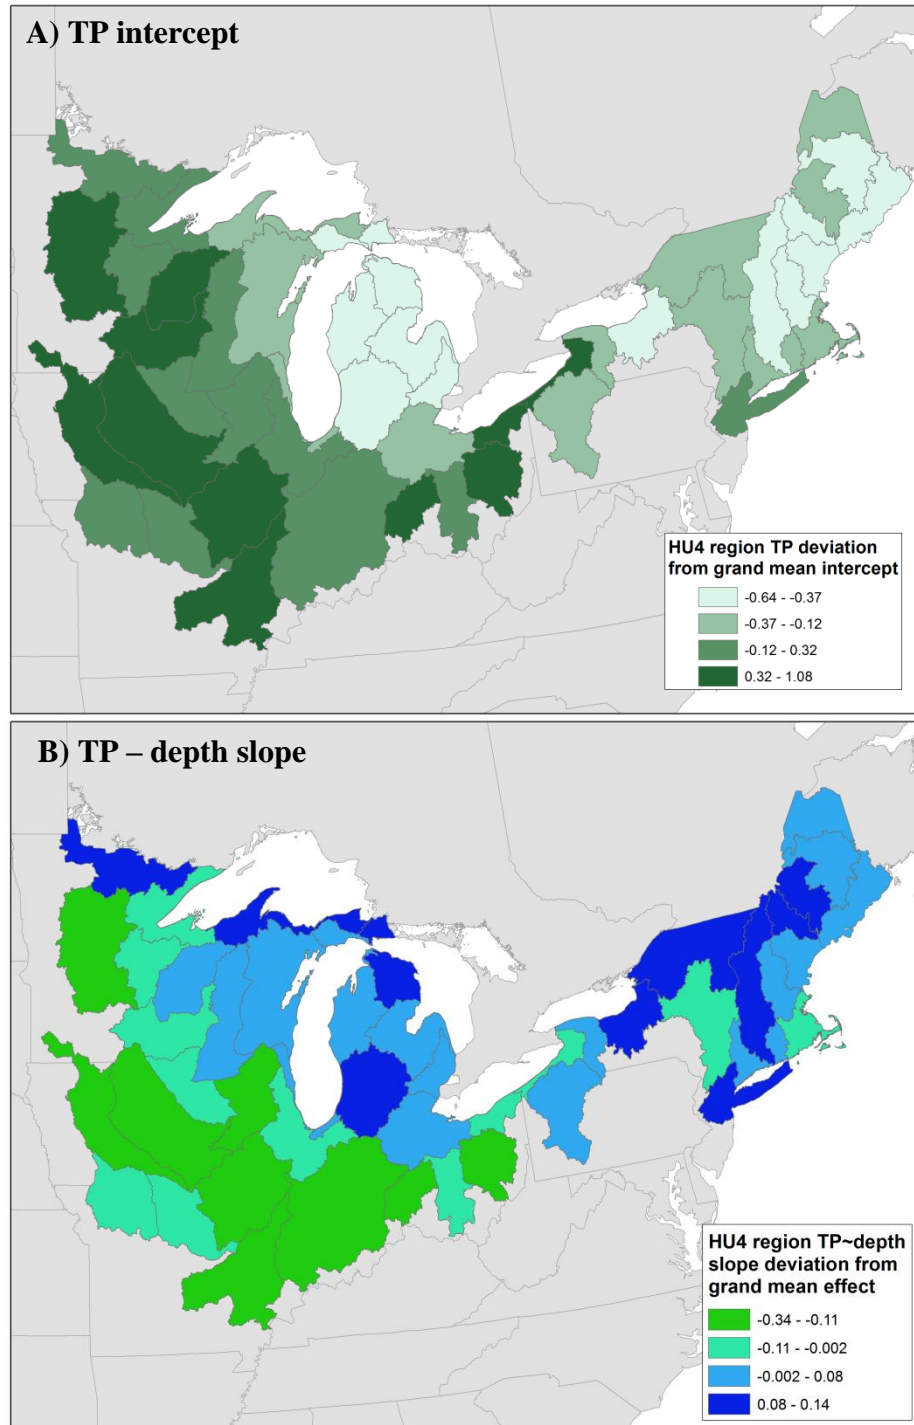 A) TP intercept
HU4 region TP deviation
from grand mean intercept
-0.64 - -0.37
-0.37 - -0.12
-0.12 - 0.32
0.32 - 1.08
B) TP – depth slope
HU4 region TP~depth
slope deviation from
grand mean effect
-0.34 - -0.11
-0.11 - -0.002
-0.002 - 0.08
0.08 - 0.14